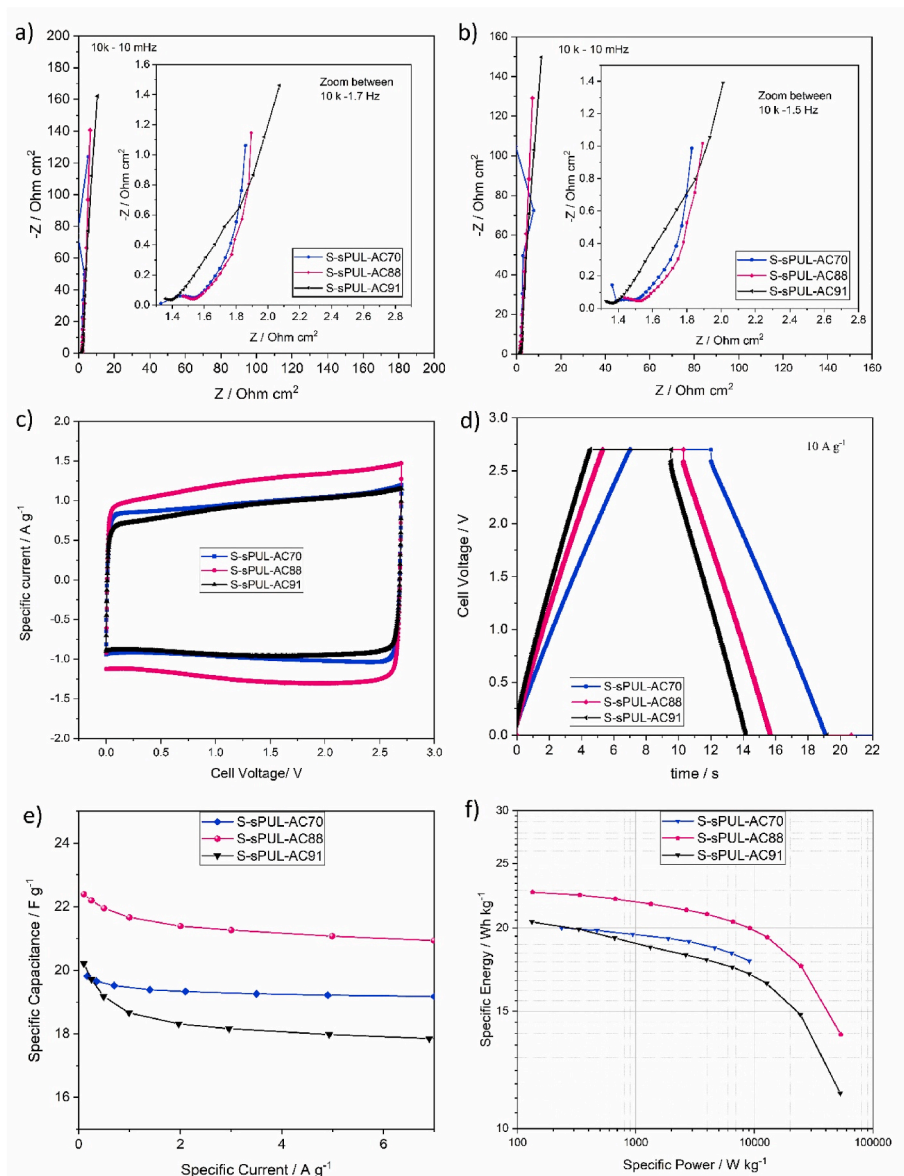 a)
10k - 10 mHz
Zoom between
10 k -1.7 Hz
1.6
1.4
1.2
1.0
0.8
0.6
0.4
0.2
0.0
-Z / Ohm cm²
1.4 1.6 1.8 2.0 2.2 2.4 2.6 2.8
Z / Ohm cm²
S-sPUL-AC70
S-sPUL-AC88
S-sPUL-AC91
200
180
160
140
120
100
80
60
40
20
0
-Z / Ohm cm²
0 20 40 60 80 100 120 140 160 180 200
Z / Ohm cm²
b)
10k - 10 mHz
Zoom between
10 k -1.5 Hz
1.4
1.2
1.0
0.8
0.6
0.4
0.2
0.0
-Z / Ohm cm²
1.4 1.6 1.8 2.0 2.2 2.4 2.6 2.8
Z / Ohm cm²
S-sPUL-AC70
S-sPUL-AC88
S-sPUL-AC91
160
140
120
100
80
60
40
20
0
-Z / Ohm cm²
0 20 40 60 80 100 120 140 160
Z / Ohm cm²
c)
2.0
1.5
1.0
0.5
0.0
-0.5
-1.0
-1.5
-2.0
Specific current / A g⁻¹
S-sPUL-AC70
S-sPUL-AC88
S-sPUL-AC91
0.0 0.5 1.0 1.5 2.0 2.5 3.0
Cell Voltage/ V
d)
10 A g⁻¹
3.0
2.5
2.0
1.5
1.0
0.5
0.0
Cell Voltage / V
S-sPUL-AC70
S-sPUL-AC88
S-sPUL-AC91
0 2 4 6 8 10 12 14 16 18 20 22
time / s
e)
S-sPUL-AC70
S-sPUL-AC88
S-sPUL-AC91
24
22
20
18
16
Specific Capacitance / F g⁻¹
0 2 4 6
Specific Current / A g⁻¹
f)
S-sPUL-AC70
S-sPUL-AC88
S-sPUL-AC91
30
25
20
15
10
Specific Energy / Wh kg⁻¹
100 1000 10000 100000
Specific Power / W kg⁻¹